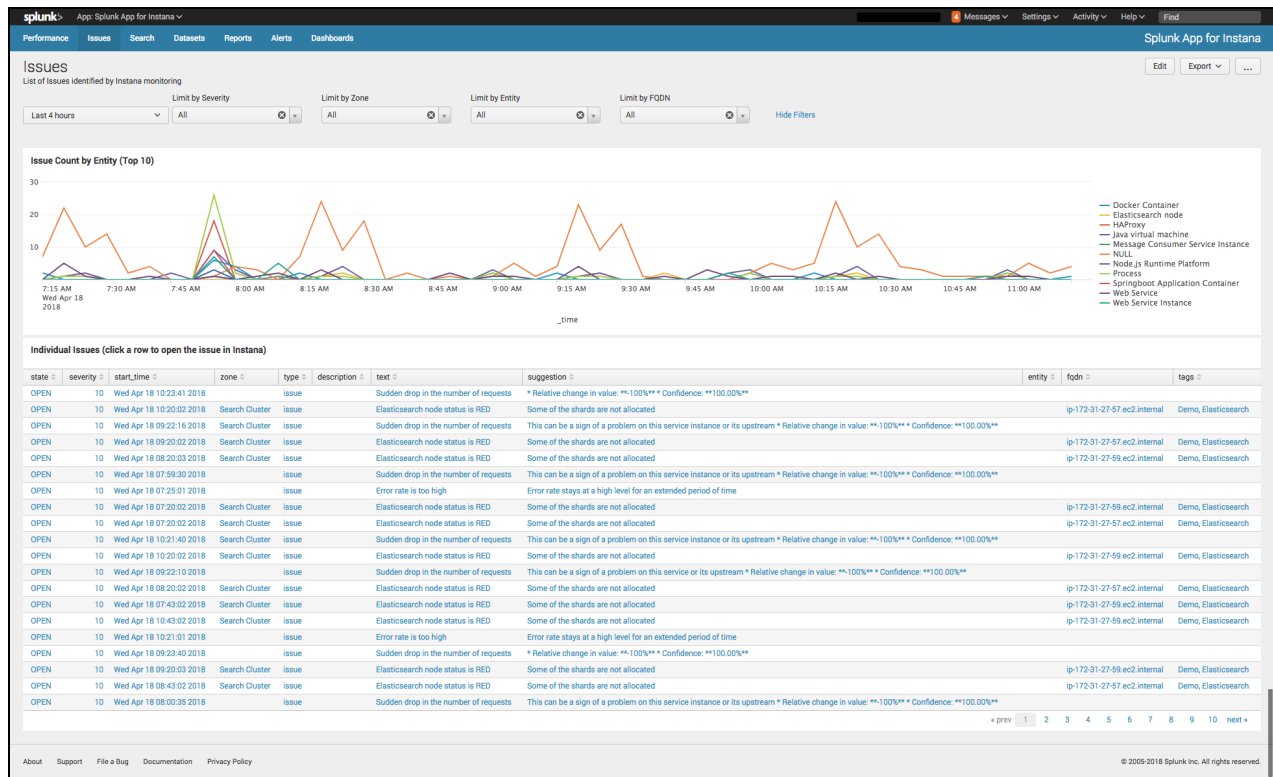 splunk> App: Splunk App for Instana 4 Messages Settings Activity Help Find
Performance Issues Search Datasets Reports Alerts Dashboards Splunk App for Instana
Issues Edit Export ...
List of Issues identified by Instana monitoring
Limit by Severity Limit by Zone Limit by Entity Limit by FQDN
Last 4 hours All All All All Hide Filters
Issue Count by Entity (Top 10)
30
20
10
Docker Container
Elasticsearch node
HAProxy
Java virtual machine
Message Consumer Service Instance
NULL
Node.js Runtime Platform
Process
Springboot Application Container
Web Service
Web Service Instance
7:15 AM 7:30 AM 7:45 AM 8:00 AM 8:15 AM 8:30 AM 8:45 AM 9:00 AM 9:15 AM 9:30 AM 9:45 AM 10:00 AM 10:15 AM 10:30 AM 10:45 AM 11:00 AM
Wed Apr 18
2018
_time
Individual Issues (click a row to open the issue in Instana)
state severity start_time zone type description text suggestion entity fqdn tags
OPEN 10 Wed Apr 18 10:23:41 2018 issue Sudden drop in the number of requests * Relative change in value: **-100%** * Confidence: **100.00%**
OPEN 10 Wed Apr 18 10:20:02 2018 Search Cluster issue Elasticsearch node status is RED Some of the shards are not allocated ip-172-31-27-57.ec2.internal Demo, Elasticsearch
OPEN 10 Wed Apr 18 09:22:16 2018 Search Cluster issue Sudden drop in the number of requests This can be a sign of a problem on this service instance or its upstream * Relative change in value: **-100%** * Confidence: **100.00%**
OPEN 10 Wed Apr 18 09:20:02 2018 Search Cluster issue Elasticsearch node status is RED Some of the shards are not allocated ip-172-31-27-57.ec2.internal Demo, Elasticsearch
OPEN 10 Wed Apr 18 08:20:03 2018 Search Cluster issue Elasticsearch node status is RED Some of the shards are not allocated ip-172-31-27-59.ec2.internal Demo, Elasticsearch
OPEN 10 Wed Apr 18 07:59:30 2018 issue Sudden drop in the number of requests This can be a sign of a problem on this service instance or its upstream * Relative change in value: **-100%** * Confidence: **100.00%**
OPEN 10 Wed Apr 18 07:25:01 2018 issue Error rate is too high Error rate stays at a high level for an extended period of time
OPEN 10 Wed Apr 18 07:20:02 2018 Search Cluster issue Elasticsearch node status is RED Some of the shards are not allocated ip-172-31-27-59.ec2.internal Demo, Elasticsearch
OPEN 10 Wed Apr 18 07:20:02 2018 Search Cluster issue Elasticsearch node status is RED Some of the shards are not allocated ip-172-31-27-57.ec2.internal Demo, Elasticsearch
OPEN 10 Wed Apr 18 10:21:40 2018 Search Cluster issue Sudden drop in the number of requests This can be a sign of a problem on this service instance or its upstream * Relative change in value: **-100%** * Confidence: **100.00%**
OPEN 10 Wed Apr 18 10:20:02 2018 Search Cluster issue Elasticsearch node status is RED Some of the shards are not allocated ip-172-31-27-59.ec2.internal Demo, Elasticsearch
OPEN 10 Wed Apr 18 09:22:10 2018 issue Sudden drop in the number of requests This can be a sign of a problem on this service or its upstream * Relative change in value: **-100%** * Confidence: **100.00%**
OPEN 10 Wed Apr 18 08:20:02 2018 Search Cluster issue Elasticsearch node status is RED Some of the shards are not allocated ip-172-31-27-57.ec2.internal Demo, Elasticsearch
OPEN 10 Wed Apr 18 07:43:02 2018 Search Cluster issue Elasticsearch node status is RED Some of the shards are not allocated ip-172-31-27-59.ec2.internal Demo, Elasticsearch
OPEN 10 Wed Apr 18 10:43:02 2018 Search Cluster issue Elasticsearch node status is RED Some of the shards are not allocated ip-172-31-27-59.ec2.internal Demo, Elasticsearch
OPEN 10 Wed Apr 18 10:21:01 2018 issue Error rate is too high Error rate stays at a high level for an extended period of time
OPEN 10 Wed Apr 18 09:23:40 2018 issue Sudden drop in the number of requests * Relative change in value: **-100%** * Confidence: **100.00%**
OPEN 10 Wed Apr 18 09:20:03 2018 Search Cluster issue Elasticsearch node status is RED Some of the shards are not allocated ip-172-31-27-59.ec2.internal Demo, Elasticsearch
OPEN 10 Wed Apr 18 08:43:02 2018 Search Cluster issue Elasticsearch node status is RED Some of the shards are not allocated ip-172-31-27-57.ec2.internal Demo, Elasticsearch
OPEN 10 Wed Apr 18 08:00:35 2018 issue Sudden drop in the number of requests This can be a sign of a problem on this service instance or its upstream * Relative change in value: **-100%** * Confidence: **100.00%**
« prev 1 2 3 4 5 6 7 8 9 10 next »
About Support File a Bug Documentation Privacy Policy © 2005-2018 Splunk Inc. All rights reserved.